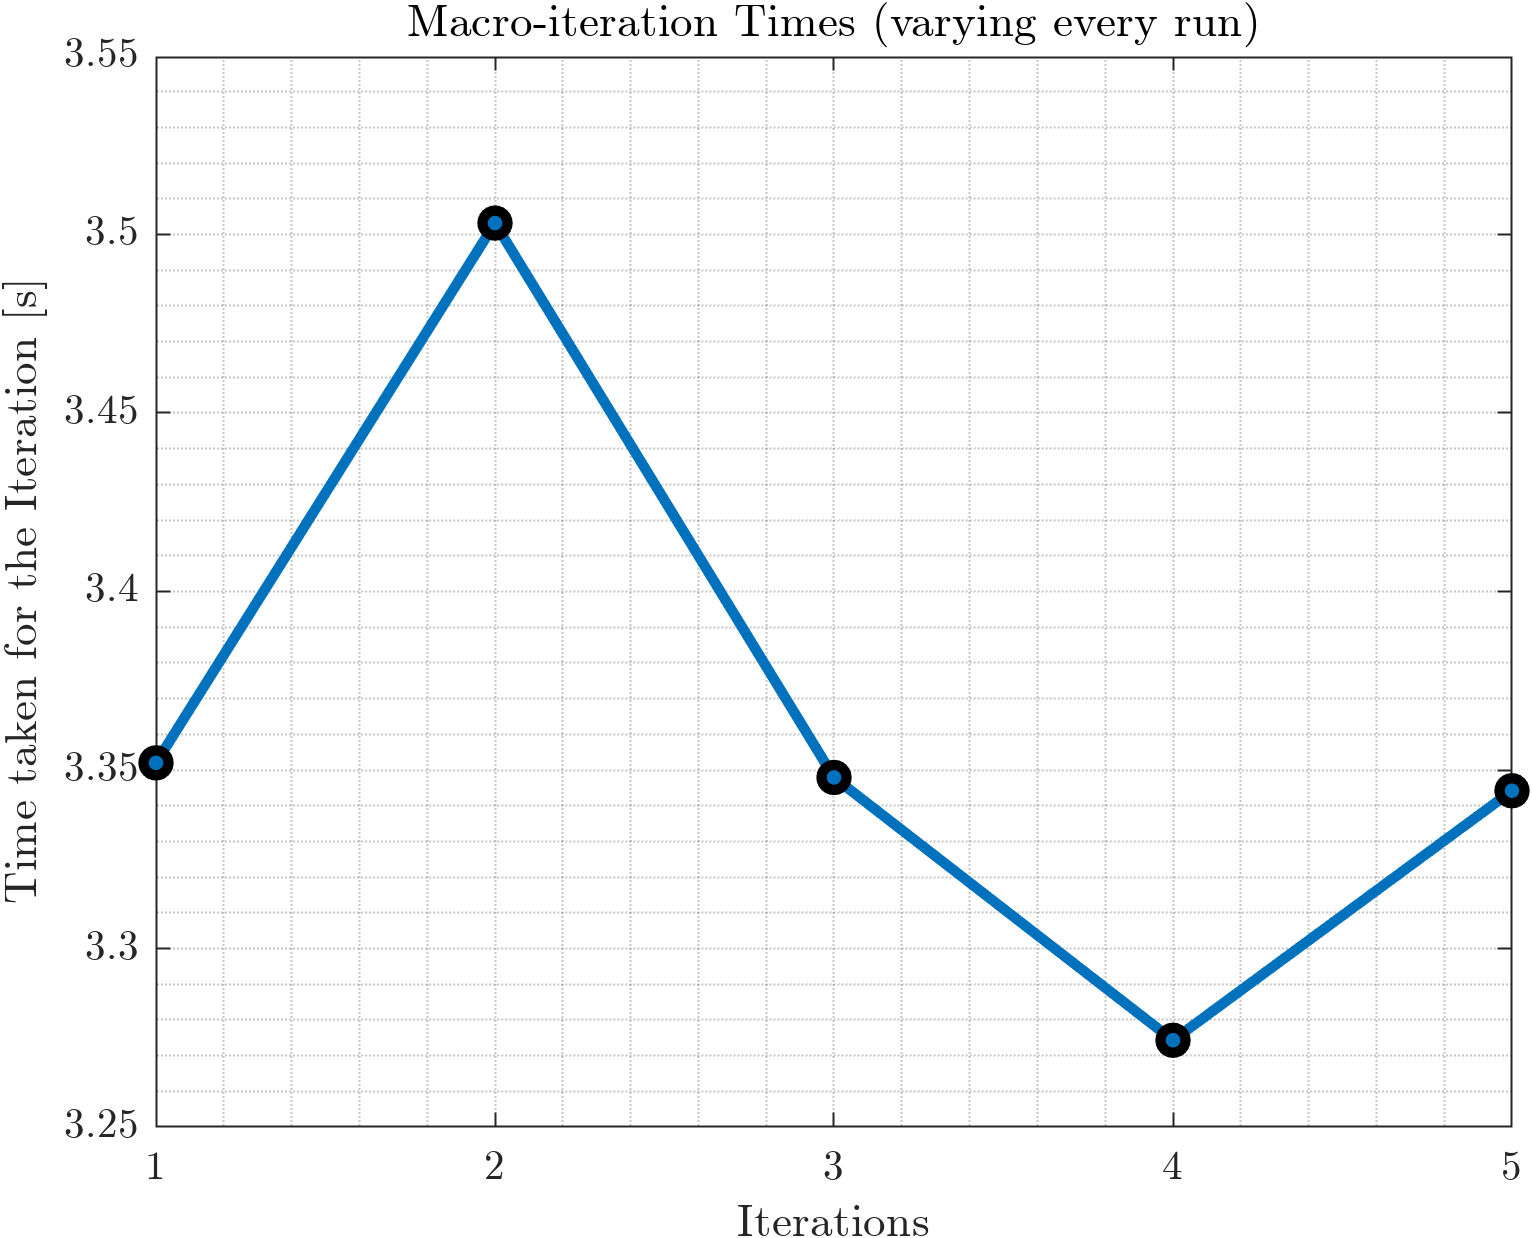 Macro-iteration Times (varying every run)
Time taken for the Iteration [s]
3.55
3.5
3.45
3.4
3.35
3.3
3.25
1 2 3 4 5
Iterations